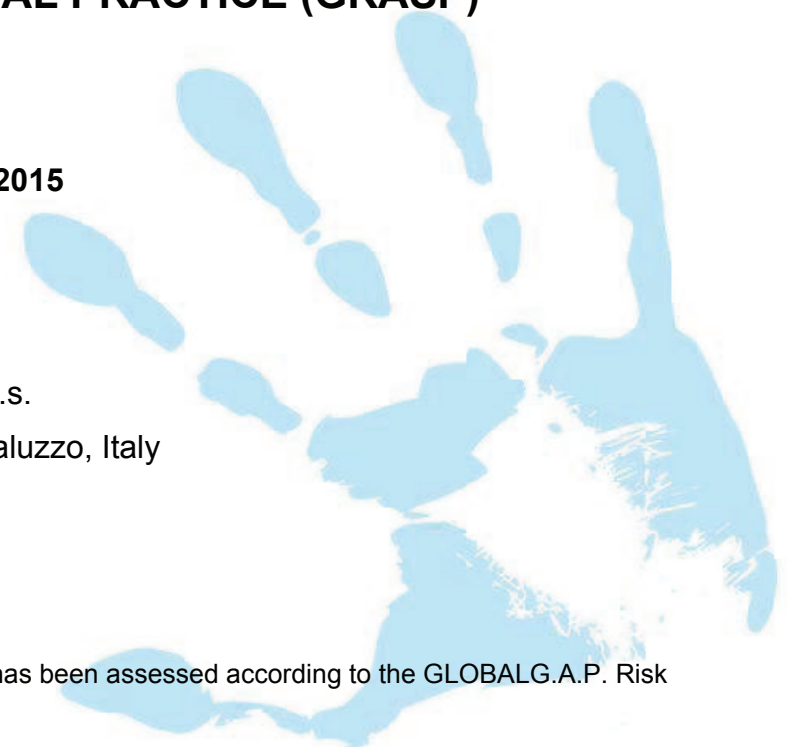 AL PRACTICE (GRASP)
2015
.s.
aluzzo, Italy
has been assessed according to the GLOBALG.A.P. Risk